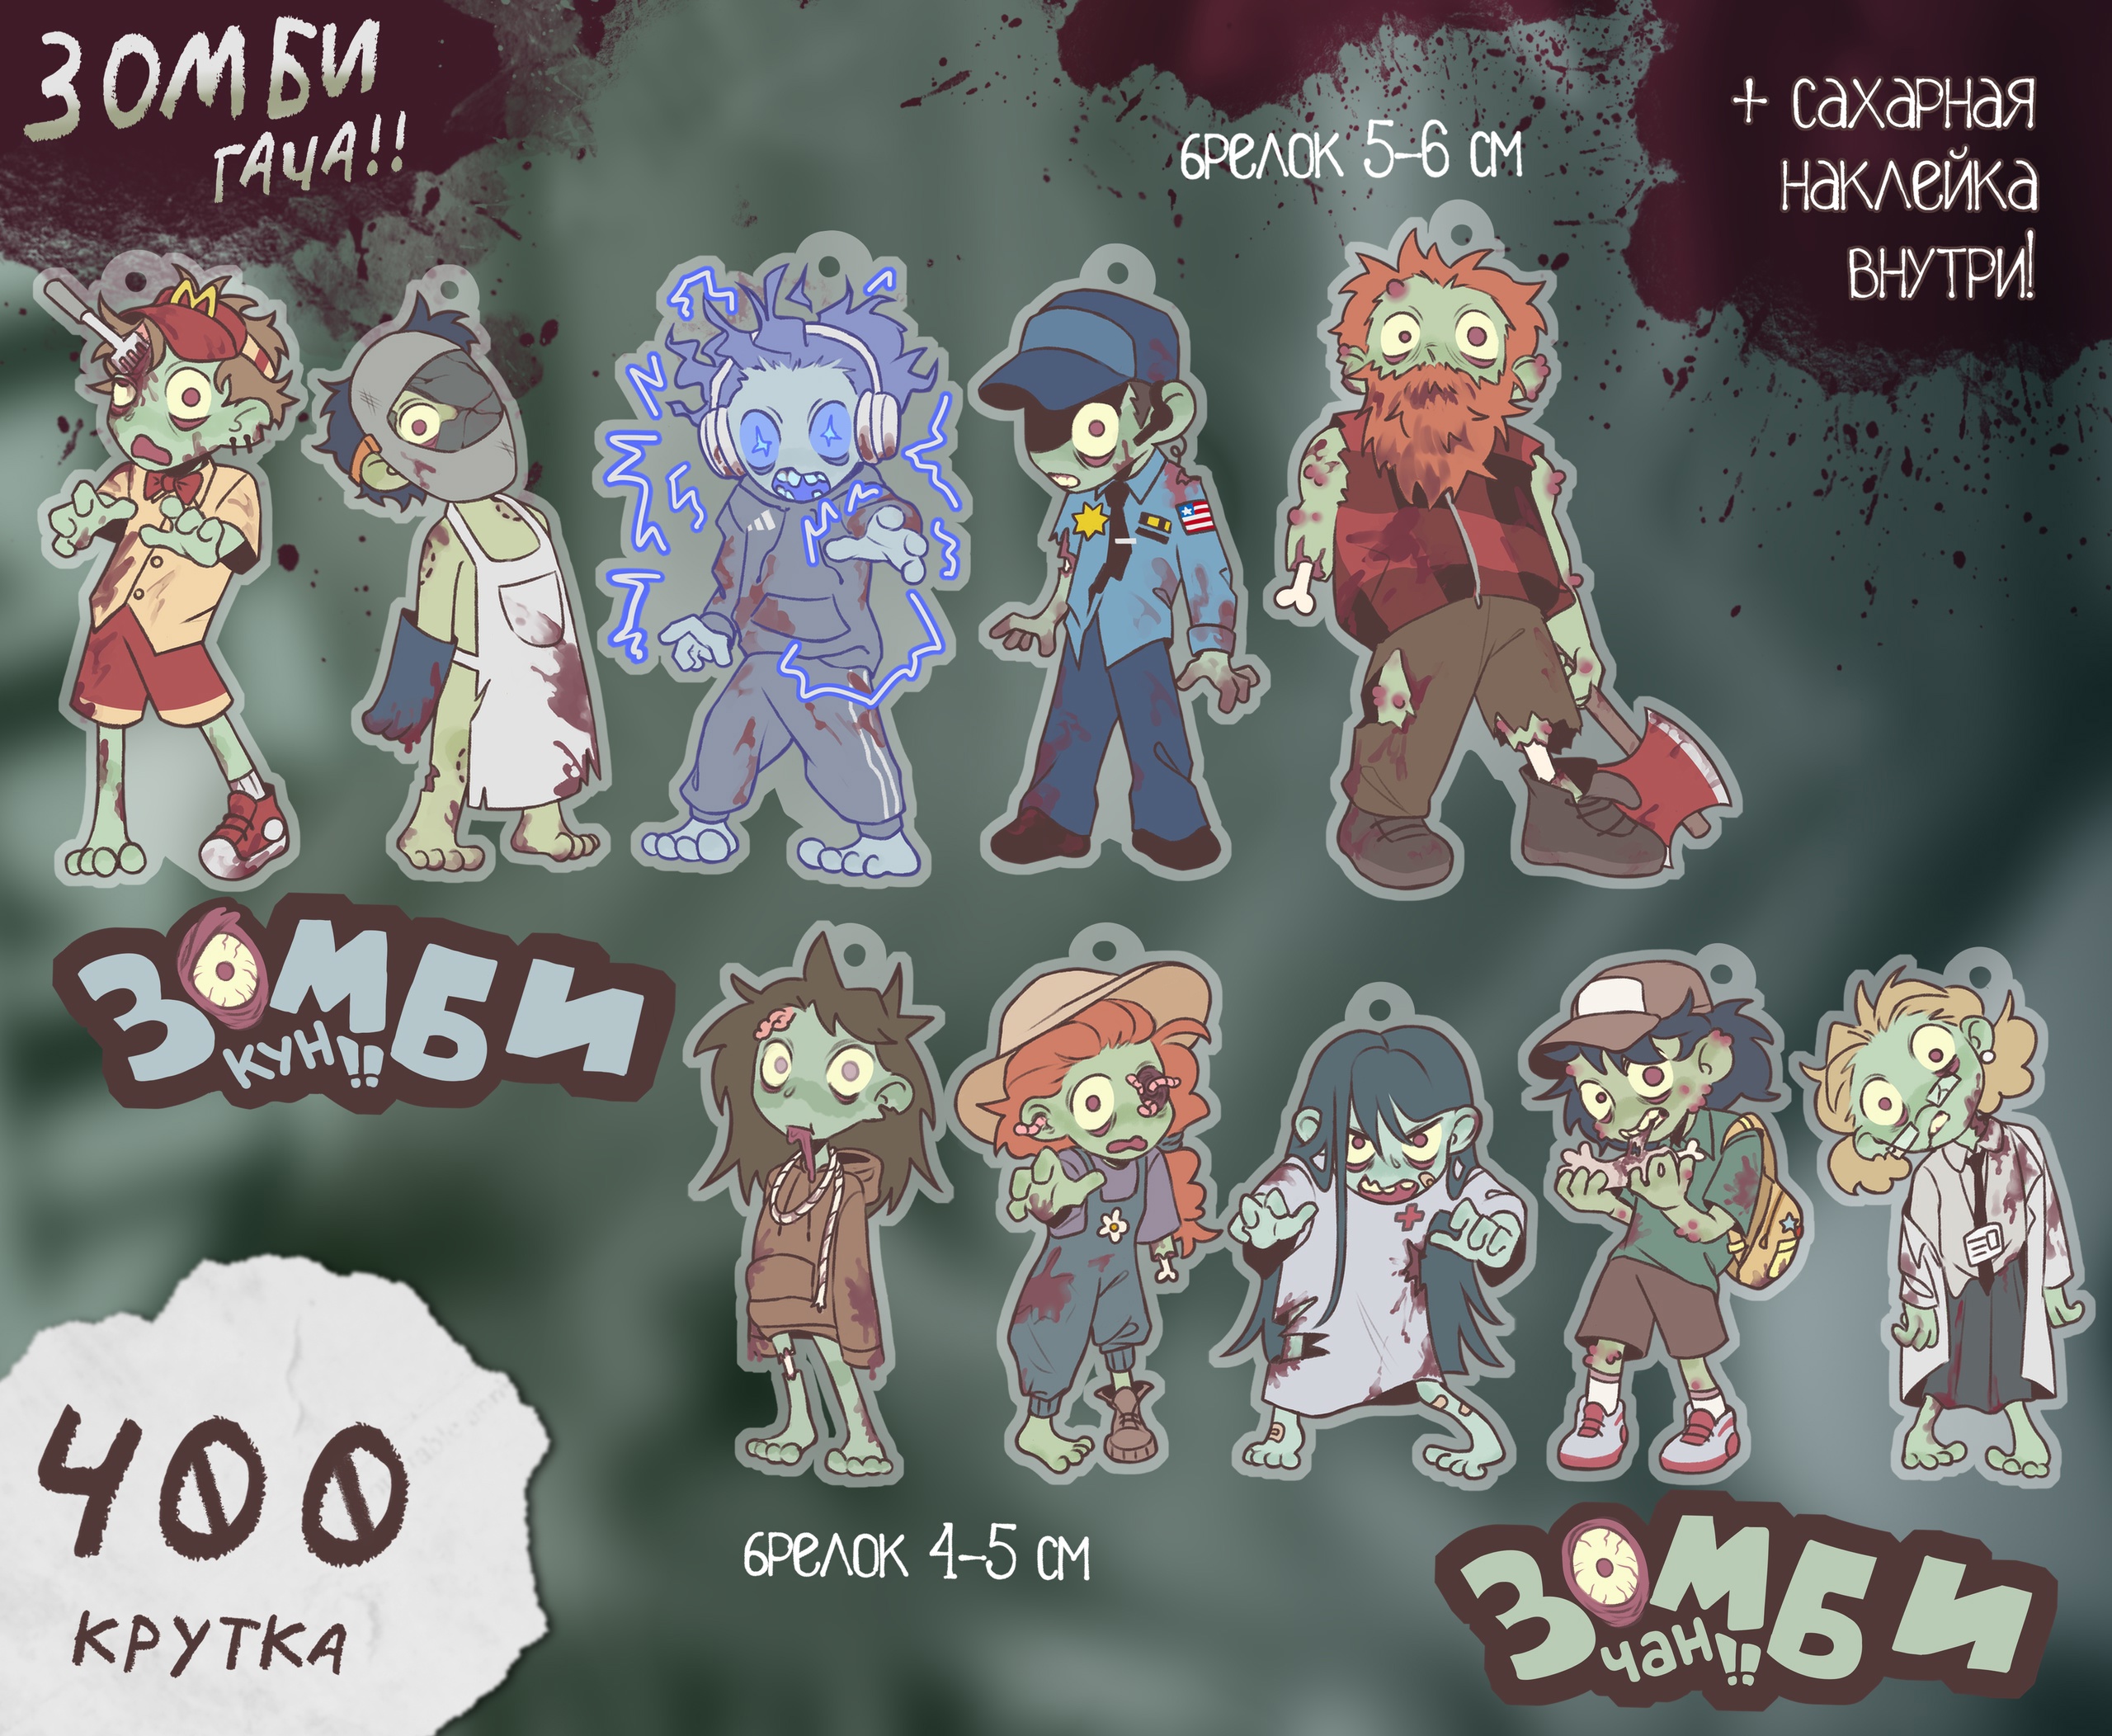 ЗОМБИ
ГАЧА!!
брелок 5-6 см
+ сахарная
наклейка
внутри!
M
ЗОМБИ
КУН!!
400
КРУТКА
брелок 4-5 см
ЗОМБИ
чан!!